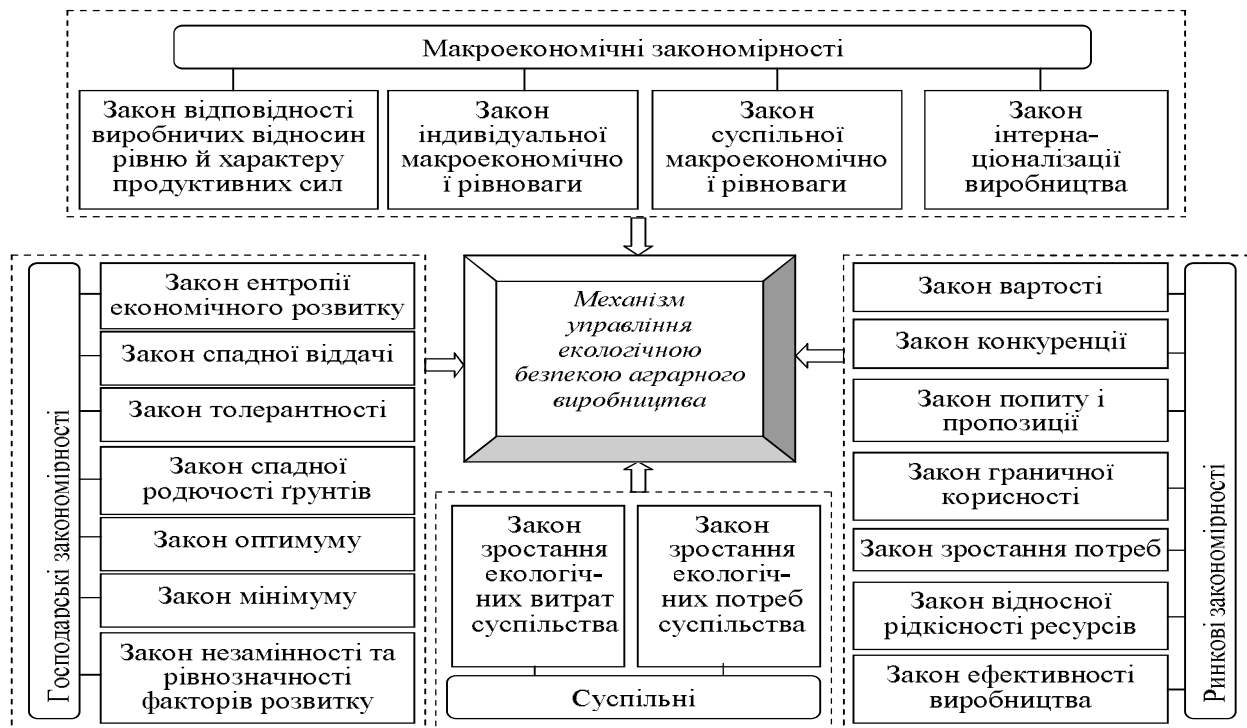 Макроекономічні закономірності
Закон відповідності
виробничих відносин
рівню й характеру
продуктивних сил
Закон
індивідуальної
макроекономічно
ї рівноваги
Закон
суспільної
макроекономічно
ї рівноваги
Закон
інтерна-
ціоналізації
виробництва
Господарські закономірності
Закон ентропії
економічного розвитку
Закон спадної віддачі
Закон толерантності
Закон спадної
родючості ґрунтів
Закон оптимуму
Закон мінімуму
Закон незамінності та
рівнозначності
факторів розвитку
Механізм
управління
екологічною
безпекою аграрного
виробництва
Закон
зростання
екологіч-
них витрат
суспільства
Закон
зростання
екологіч-
них потреб
суспільства
Суспільні
Закон вартості
Закон конкуренції
Закон попиту і
пропозиції
Закон граничної
корисності
Закон зростання потреб
Закон відносної
рідкісності ресурсів
Закон ефективності
виробництва
Ринкові закономірності